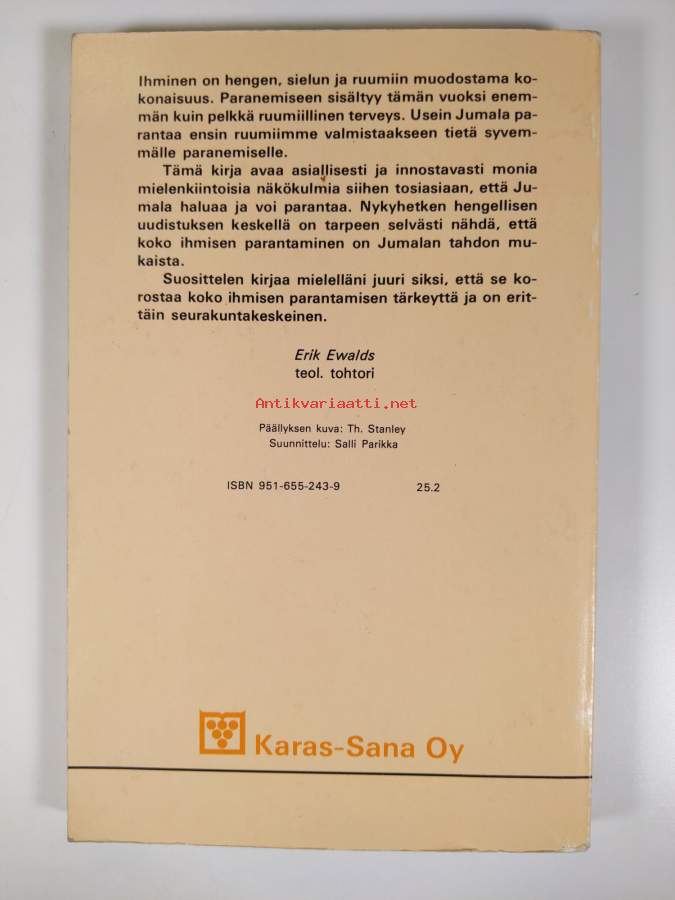 Ihminen on hengen, sielun ja ruumiin muodostama ko-
konaisuus. Paranemiseen sisältyy tämän vuoksi enem-
män kuin pelkkä ruumiillinen terveys. Usein Jumala pa-
rantaa ensin ruumiimme valmistaakseen tietä syvem-
mälle paranemiselle.
Tämä kirja avaa asiallisesti ja innostavasti monia
mielenkiintoisia näkökulmia siihen tosiasiaan, että Ju-
mala haluaa ja voi parantaa. Nykyhetken hengellisen
uudistuksen keskellä on tarpeen selvästi nähdä, että
koko ihmisen parantaminen on Jumalan tahdon mu-
kaista.
Suosittelen kirjaa mielelläni juuri siksi, että se ko-
rostaa koko ihmisen parantamisen tärkeyttä ja on erit-
täin seurakuntakeskeinen.
Erik Ewalds
teol. tohtori
Antikvariaatti.net
Päällyksen kuva: Th. Stanley
Suunnittelu: Salli Parikka
ISBN 951-655-243-9 25.2
Karas-Sana Oy